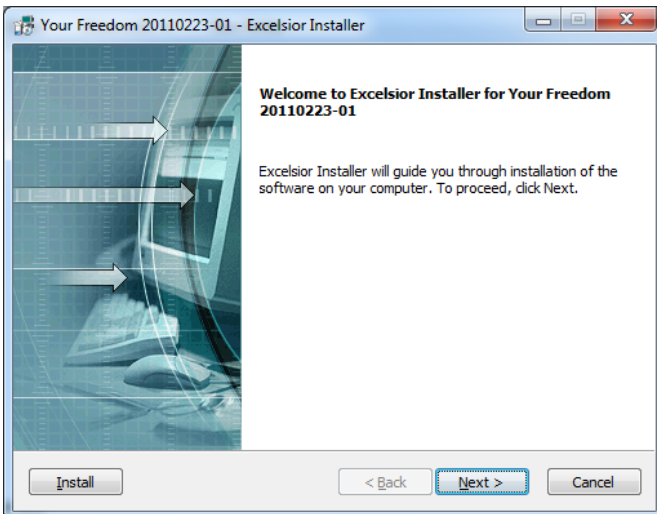 Your Freedom 20110223-01 - Excelsior Installer
Welcome to Excelsior Installer for Your Freedom
20110223-01
Excelsior Installer will guide you through installation of the
software on your computer. To proceed, click Next.
Install
< Back
Next >
Cancel